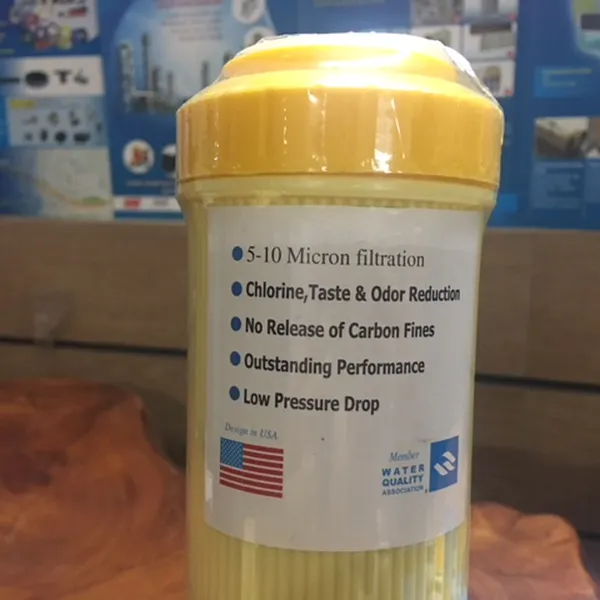 T4
5-10 Micron filtration
Chlorine,Taste & Odor Reduction
No Release of Carbon Fines
Outstanding Performance
Low Pressure Drop
Design in USA
Member
WATER
QUALITY
ASSOCIATION